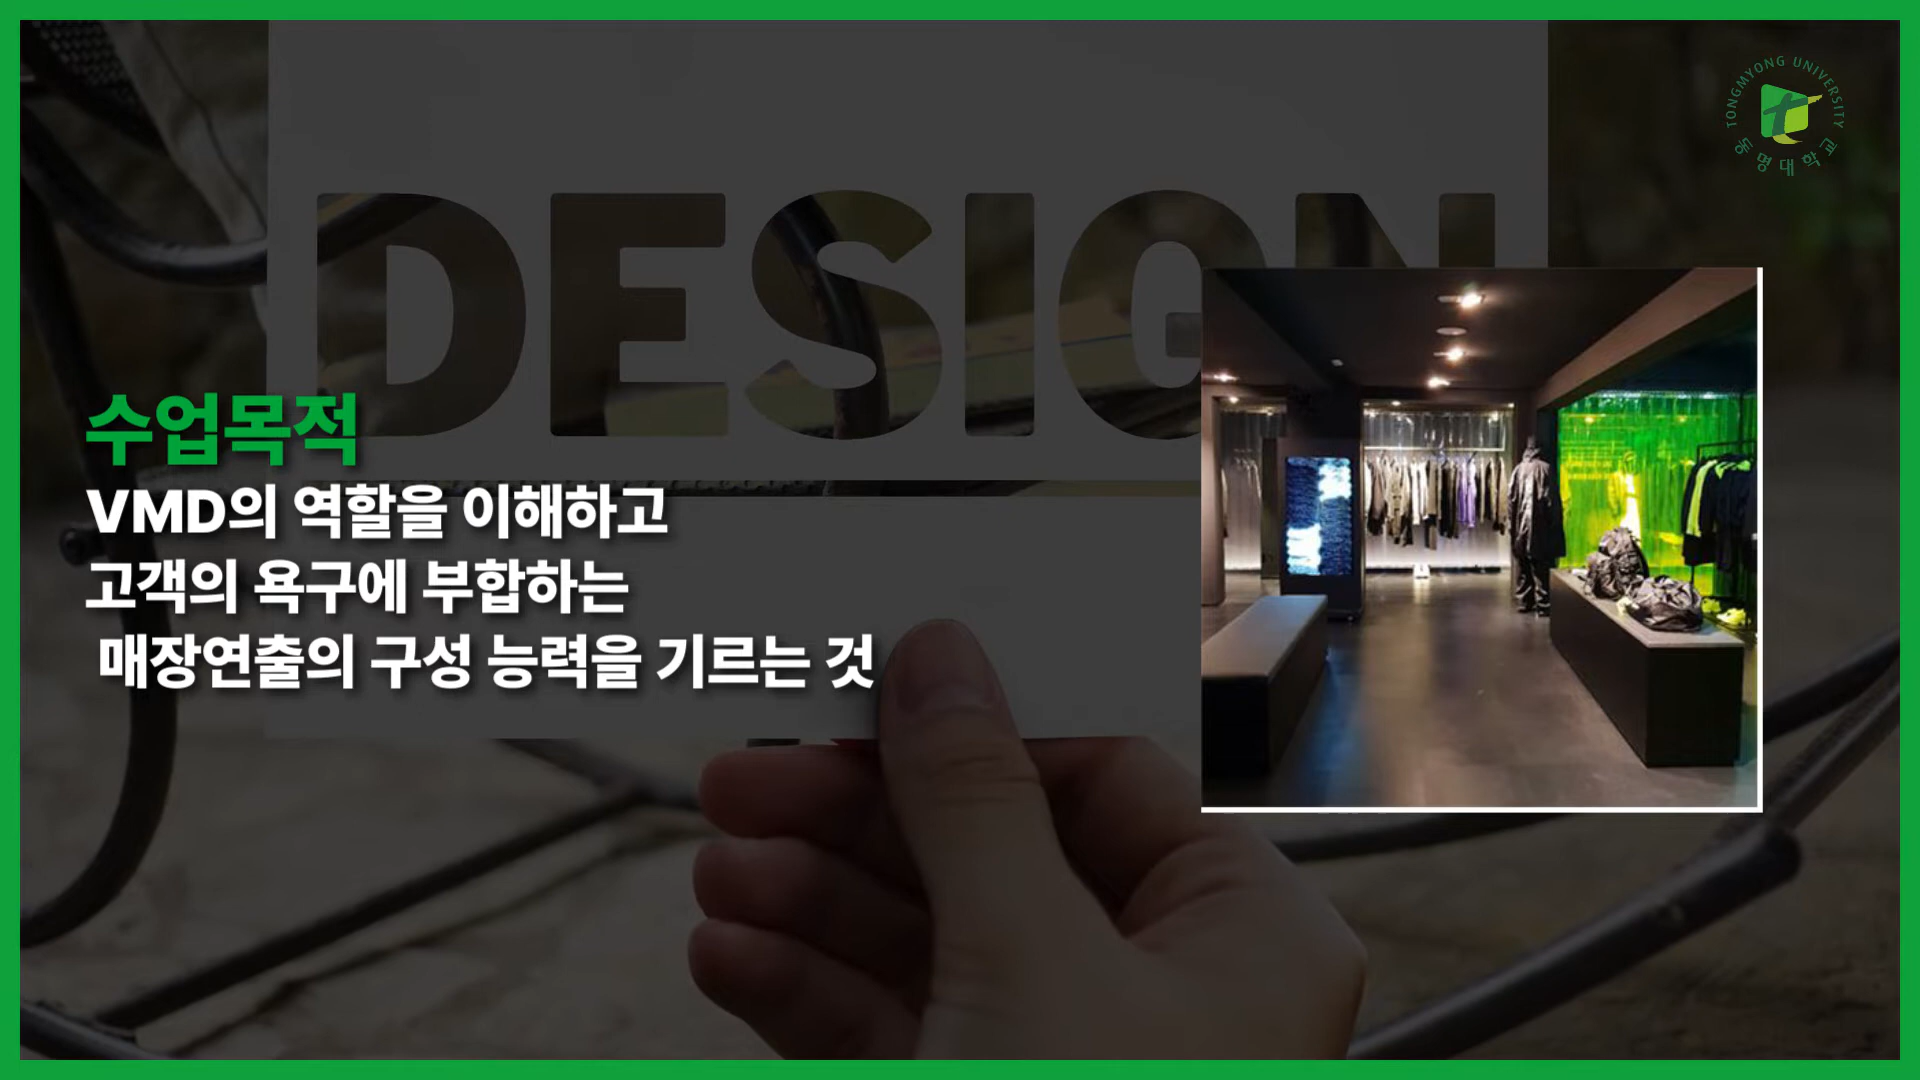 TONGMYONG UNIVERSITY
동명대학교
DESIGN
수업목적
VMD의 역할을 이해하고
고객의 욕구에 부합하는
매장연출의 구성 능력을 기르는 것